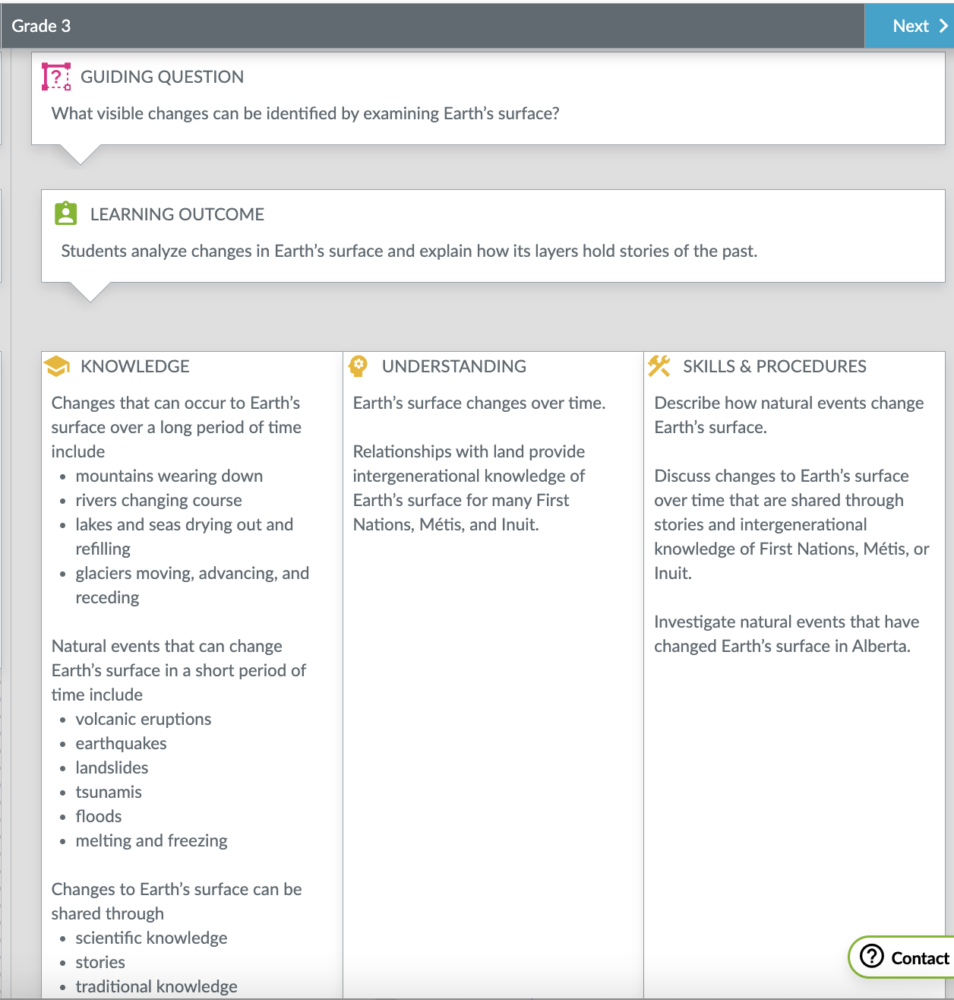 Grade 3
Next
GUIDING QUESTION
What visible changes can be identified by examining Earth’s surface?
LEARNING OUTCOME
Students analyze changes in Earth’s surface and explain how its layers hold stories of the past.
KNOWLEDGE
Changes that can occur to Earth’s
surface over a long period of time
include
• mountains wearing down
• rivers changing course
• lakes and seas drying out and
refilling
• glaciers moving, advancing, and
receding
Natural events that can change
Earth’s surface in a short period of
time include
• volcanic eruptions
• earthquakes
• landslides
• tsunamis
• floods
• melting and freezing
Changes to Earth’s surface can be
shared through
• scientific knowledge
• stories
• traditional knowledge
UNDERSTANDING
Earth’s surface changes over time.
Relationships with land provide
intergenerational knowledge of
Earth’s surface for many First
Nations, Métis, and Inuit.
SKILLS & PROCEDURES
Describe how natural events change
Earth’s surface.
Discuss changes to Earth’s surface
over time that are shared through
stories and intergenerational
knowledge of First Nations, Métis, or
Inuit.
Investigate natural events that have
changed Earth’s surface in Alberta.
Contact